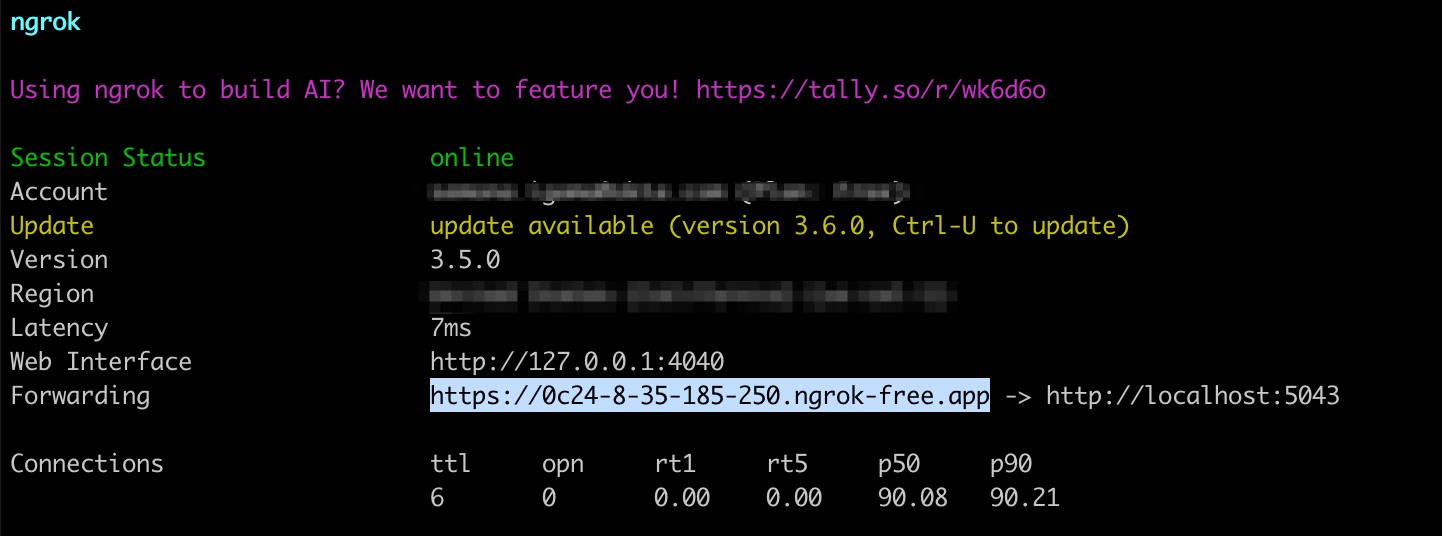 ngrok
Using ngrok to build AI? We want to feature you! https://tally.so/r/wk6d6o
Session Status online
Account
Update update available (version 3.6.0, Ctrl-U to update)
Version 3.5.0
Region
Latency 7ms
Web Interface http://127.0.0.1:4040
Forwarding https://0c24-8-35-185-250.ngrok-free.app -> http://localhost:5043
Connections ttl opn rt1 rt5 p50 p90
6 0 0.00 0.00 90.08 90.21